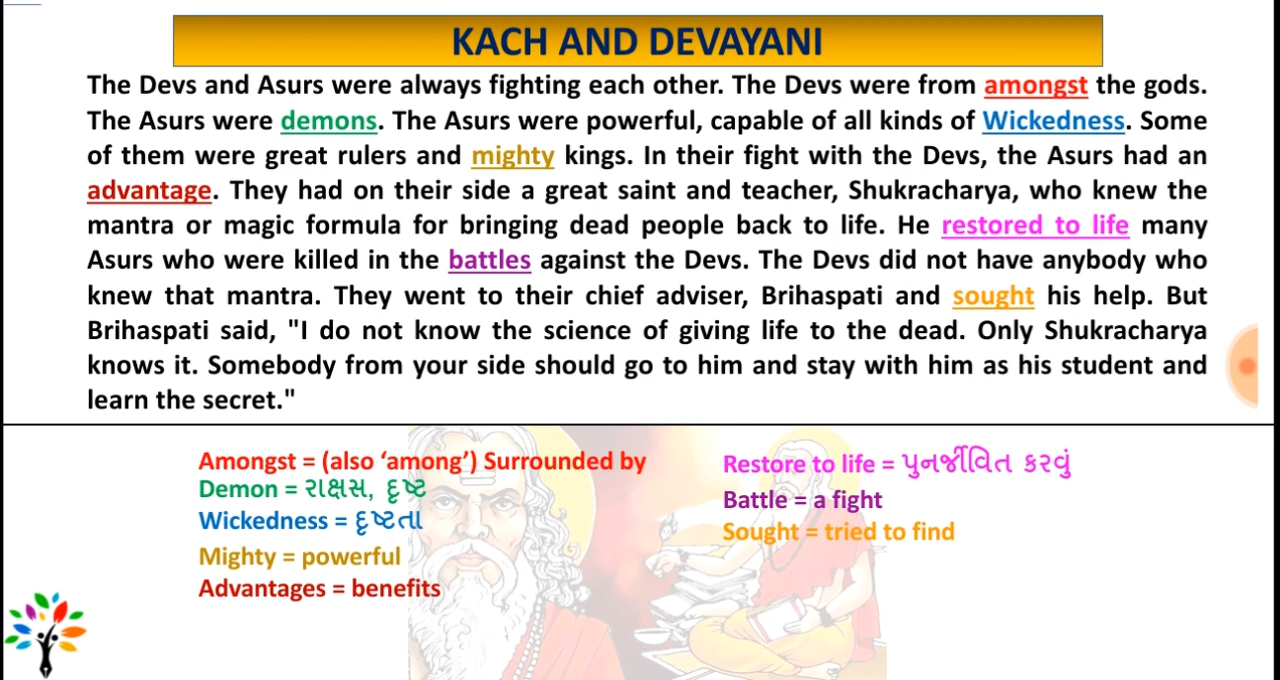 KACH AND DEVAYANI
The Devs and Asurs were always fighting each other. The Devs were from amongst the gods.
The Asurs were demons. The Asurs were powerful, capable of all kinds of Wickedness. Some
of them were great rulers and mighty kings. In their fight with the Devs, the Asurs had an
advantage. They had on their side a great saint and teacher, Shukracharya, who knew the
mantra or magic formula for bringing dead people back to life. He restored to life many
Asurs who were killed in the battles against the Devs. The Devs did not have anybody who
knew that mantra. They went to their chief adviser, Brihaspati and sought his help. But
Brihaspati said, "I do not know the science of giving life to the dead. Only Shukracharya
knows it. Somebody from your side should go to him and stay with him as his student and
learn the secret."
Amongst = (also ‘among’) Surrounded by
Demon = રાક્ષસ, દૃષ્ટ
Wickedness = દૃષ્ટતા
Mighty = powerful
Advantages = benefits
Restore to life = પુનર્જીવિત કરવું
Battle = a fight
Sought = tried to find